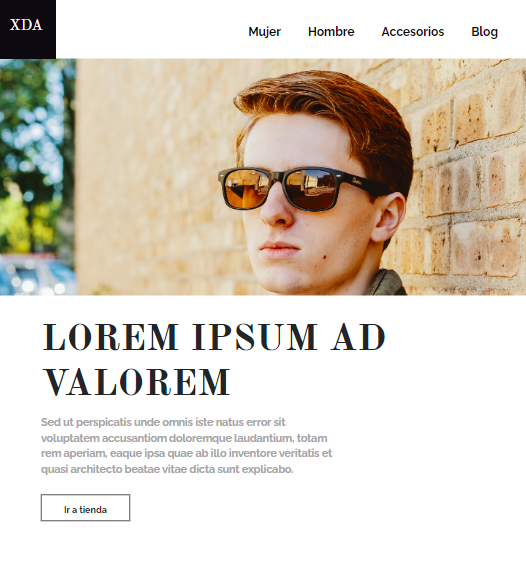 XDA
Mujer Hombre Accesorios Blog
LOREM IPSUM AD
VALOREM
Sed ut perspicatis unde omnis iste natus error sit
voluptatem accusantiom doloremque laudantium, totam
rem aperiam, eaque ipsa quae ab illo inventore veritatis et
quasi architecto beatae vitae dicta sunt explicabo.
Ir a tienda